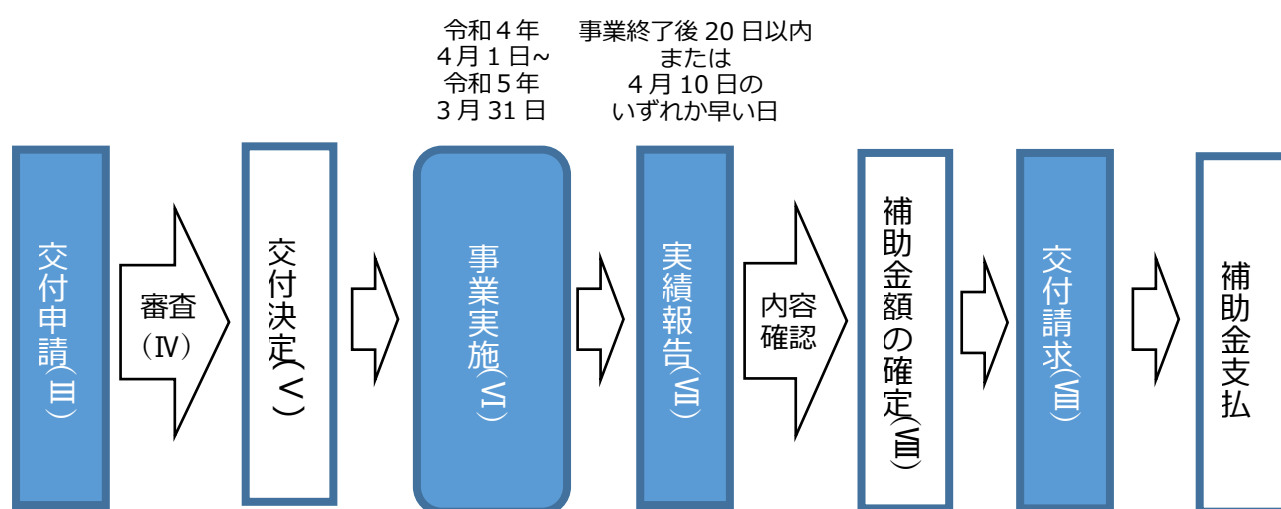 令和４年
４月１日~
令和５年
３月 31 日
事業終了後 20 日以内
または
４月 10 日の
いずれか早い日
交付申請(Ⅲ)
審査
（Ⅳ）
交付決定(Ⅴ)
事業実施(Ⅵ)
実績報告(Ⅶ)
内容
確認
補助金額の確定(Ⅷ)
交付請求(Ⅷ)
補助金支払